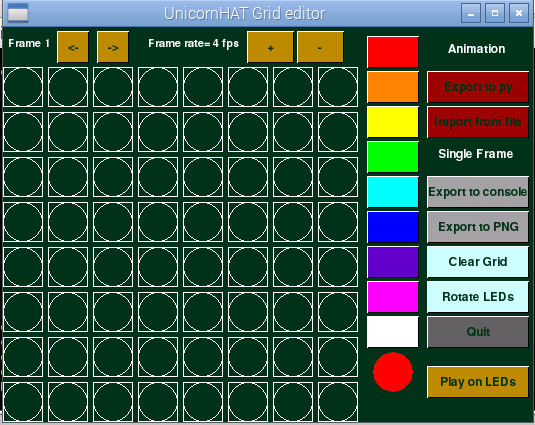 UnicornHAT Grid editor
Frame 1
<-
->
Frame rate= 4 fps
+
-
Animation
Export to py
Import from file
Single Frame
Export to console
Export to PNG
Clear Grid
Rotate LEDs
Quit
Play on LEDs